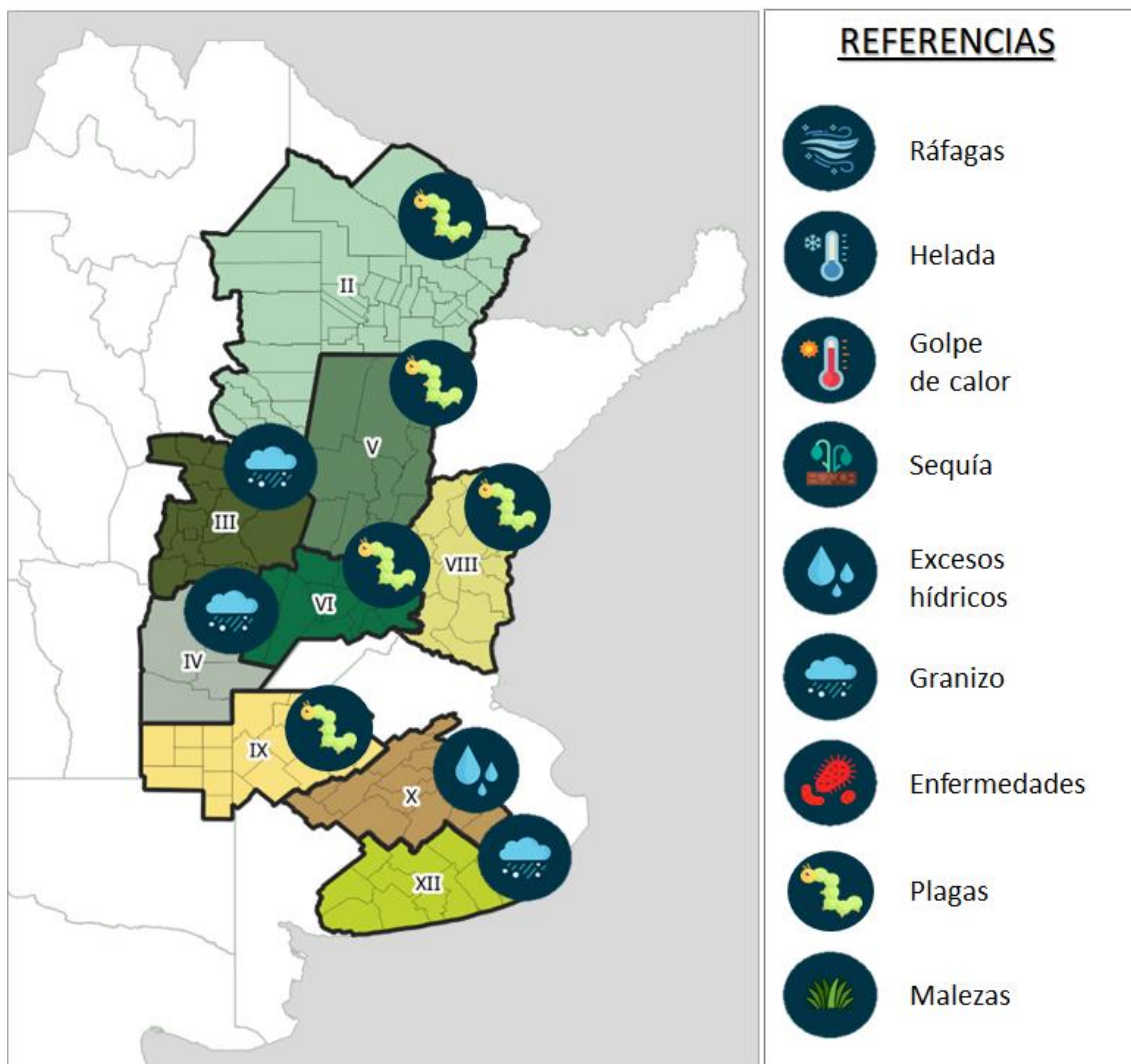 REFERENCIAS
Ráfagas
Helada
Golpe
de calor
Sequía
Excesos
hídricos
Granizo
Enfermedades
Plagas
Malezas
II
V
III
VIII
VI
IV
IX
X
XII